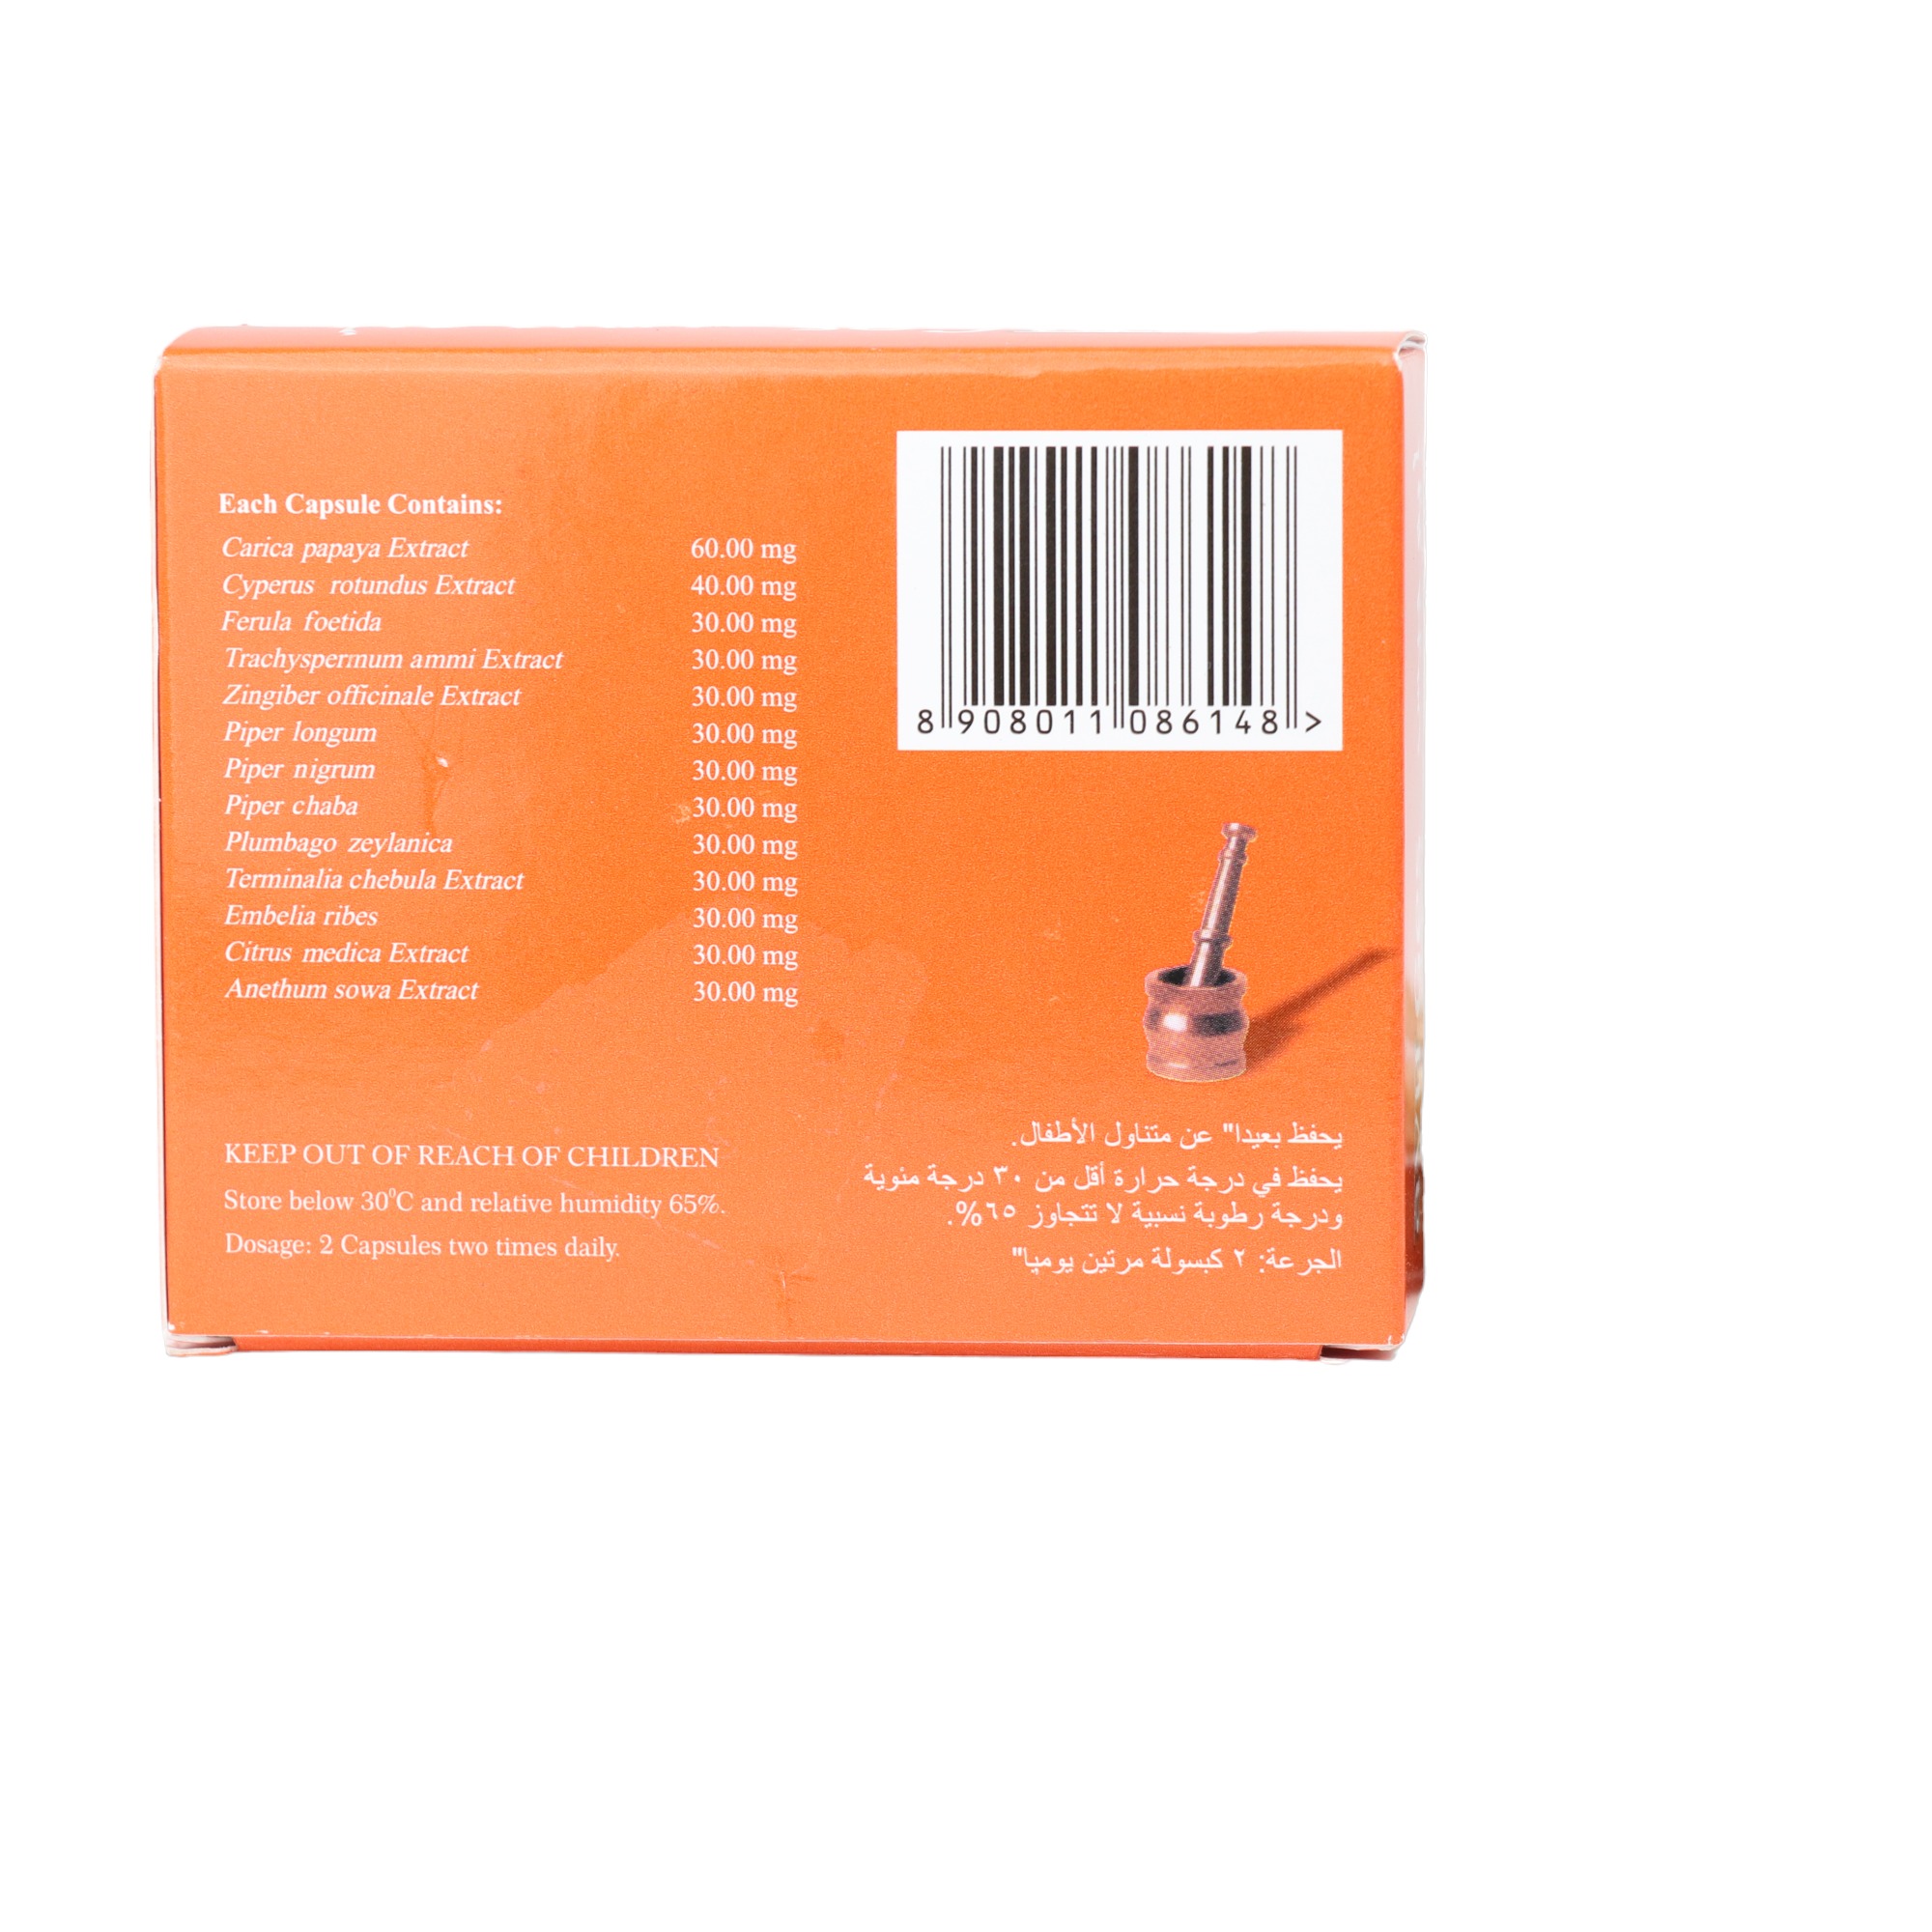 Each Capsule Contains:
Carica papaya Extract 60.00 mg
Cyperus rotundus Extract 40.00 mg
Ferula foetida 30.00 mg
Trachyspermum ammi Extract 30.00 mg
Zingiber officinale Extract 30.00 mg
Piper longum 30.00 mg
Piper nigrum 30.00 mg
Piper chaba 30.00 mg
Plumbago zeylanica 30.00 mg
Terminalia chebula Extract 30.00 mg
Embelia ribes 30.00 mg
Citrus medica Extract 30.00 mg
Anethum sowa Extract 30.00 mg
KEEP OUT OF REACH OF CHILDREN
Store below 30⁰C and relative humidity 65%.
Dosage: 2 Capsules two times daily.
8 908011 086148 >
يحفظ بعيدا" عن متناول الأطفال.
يحفظ في درجة حرارة أقل من ٣٠ درجة مئوية
ودرجة رطوبة نسبية لا تتجاوز ٦٥%.
الجرعة: ٢ كبسولة مرتين يوميا"